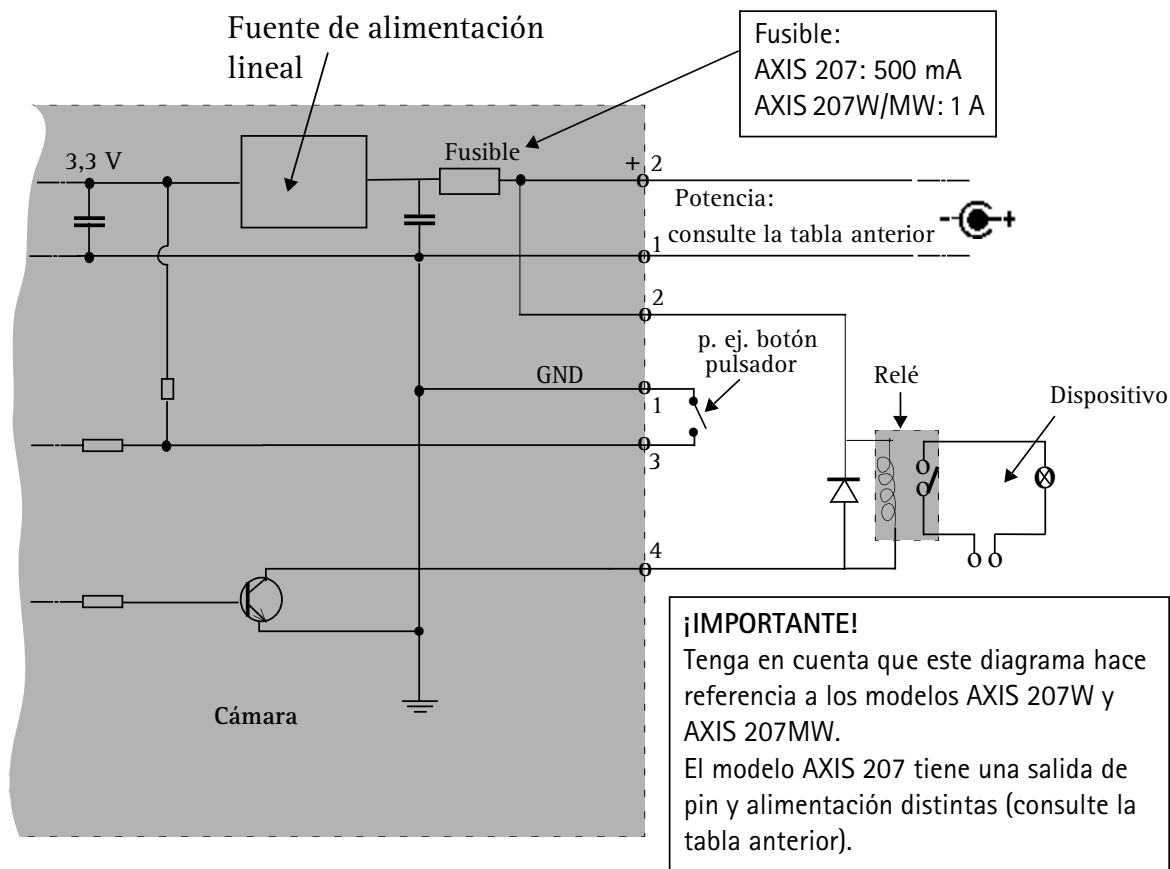 Fuente de alimentación
lineal
Fusible:
AXIS 207: 500 mA
AXIS 207W/MW: 1 A
3,3 V
Fusible
+ 2
Potencia:
consulte la tabla anterior
- +
1
2
p. ej. botón
pulsador
GND
1
Relé
Dispositivo
3
4
Cámara
¡IMPORTANTE!
Tenga en cuenta que este diagrama hace
referencia a los modelos AXIS 207W y
AXIS 207MW.
El modelo AXIS 207 tiene una salida de
pin y alimentación distintas (consulte la
tabla anterior).